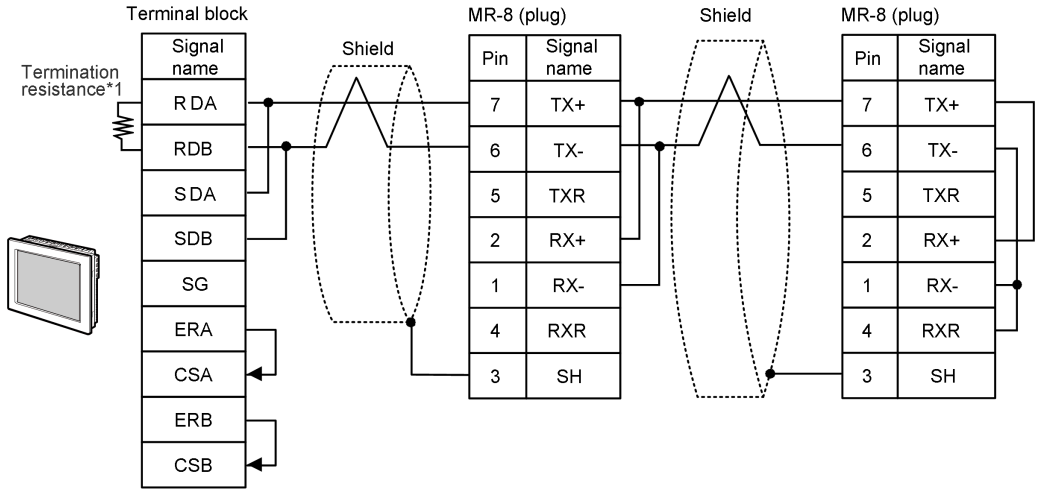 Terminal block
MR-8 (plug)
Shield
MR-8 (plug)
Signal name
Shield
Pin
Signal name
Pin
Signal name
Termination
resistance*1
RDA
7 TX+
7 TX+
RDB
6 TX-
6 TX-
SDA
5 TXR
5 TXR
SDB
2 RX+
2 RX+
SG
1 RX-
1 RX-
ERA
4 RXR
4 RXR
CSA
3 SH
3 SH
ERB
CSB